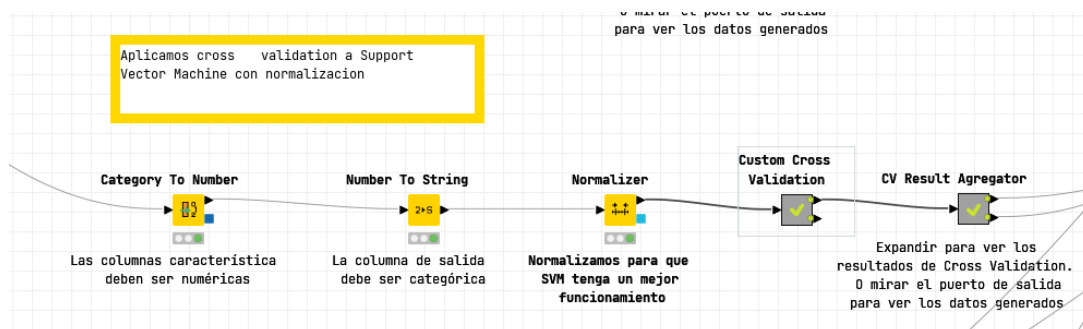 O mirar el puerto de salida
para ver los datos generados
Aplicamos cross validation a Support
Vector Machine con normalizacion
Category To Number
Las columnas característica
deben ser numéricas
Number To String
2▸S
La columna de salida
debe ser categórica
Normalizer
Normalizamos para que
SVM tenga un mejor
funcionamiento
Custom Cross
Validation
CV Result Agregator
Expandir para ver los
resultados de Cross Validation.
O mirar el puerto de salida
para ver los datos generados